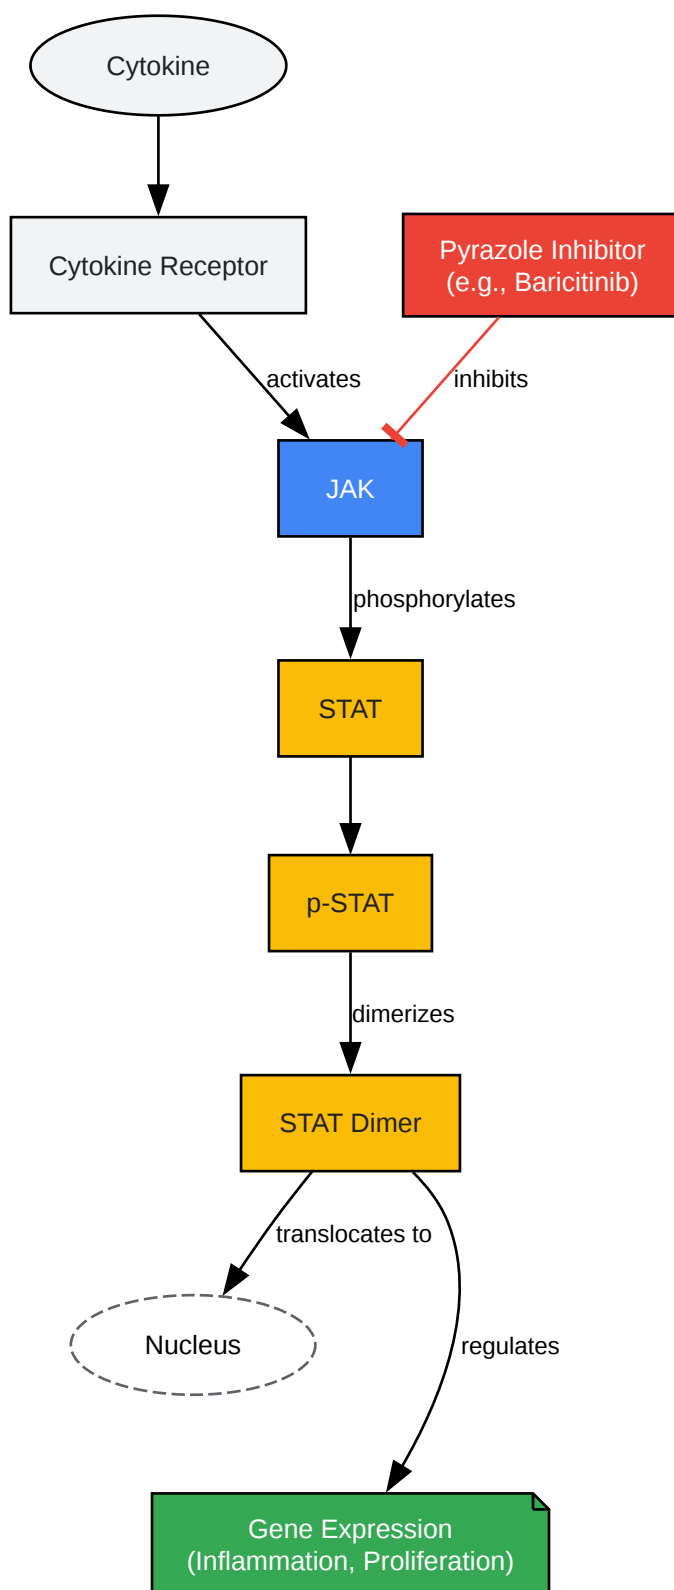 Cytokine
Cytokine Receptor
Pyrazole Inhibitor
(e.g., Baricitinib)
activates
inhibits
JAK
phosphorylates
STAT
p-STAT
dimerizes
STAT Dimer
translocates to
Nucleus
regulates
Gene Expression
(Inflammation, Proliferation)